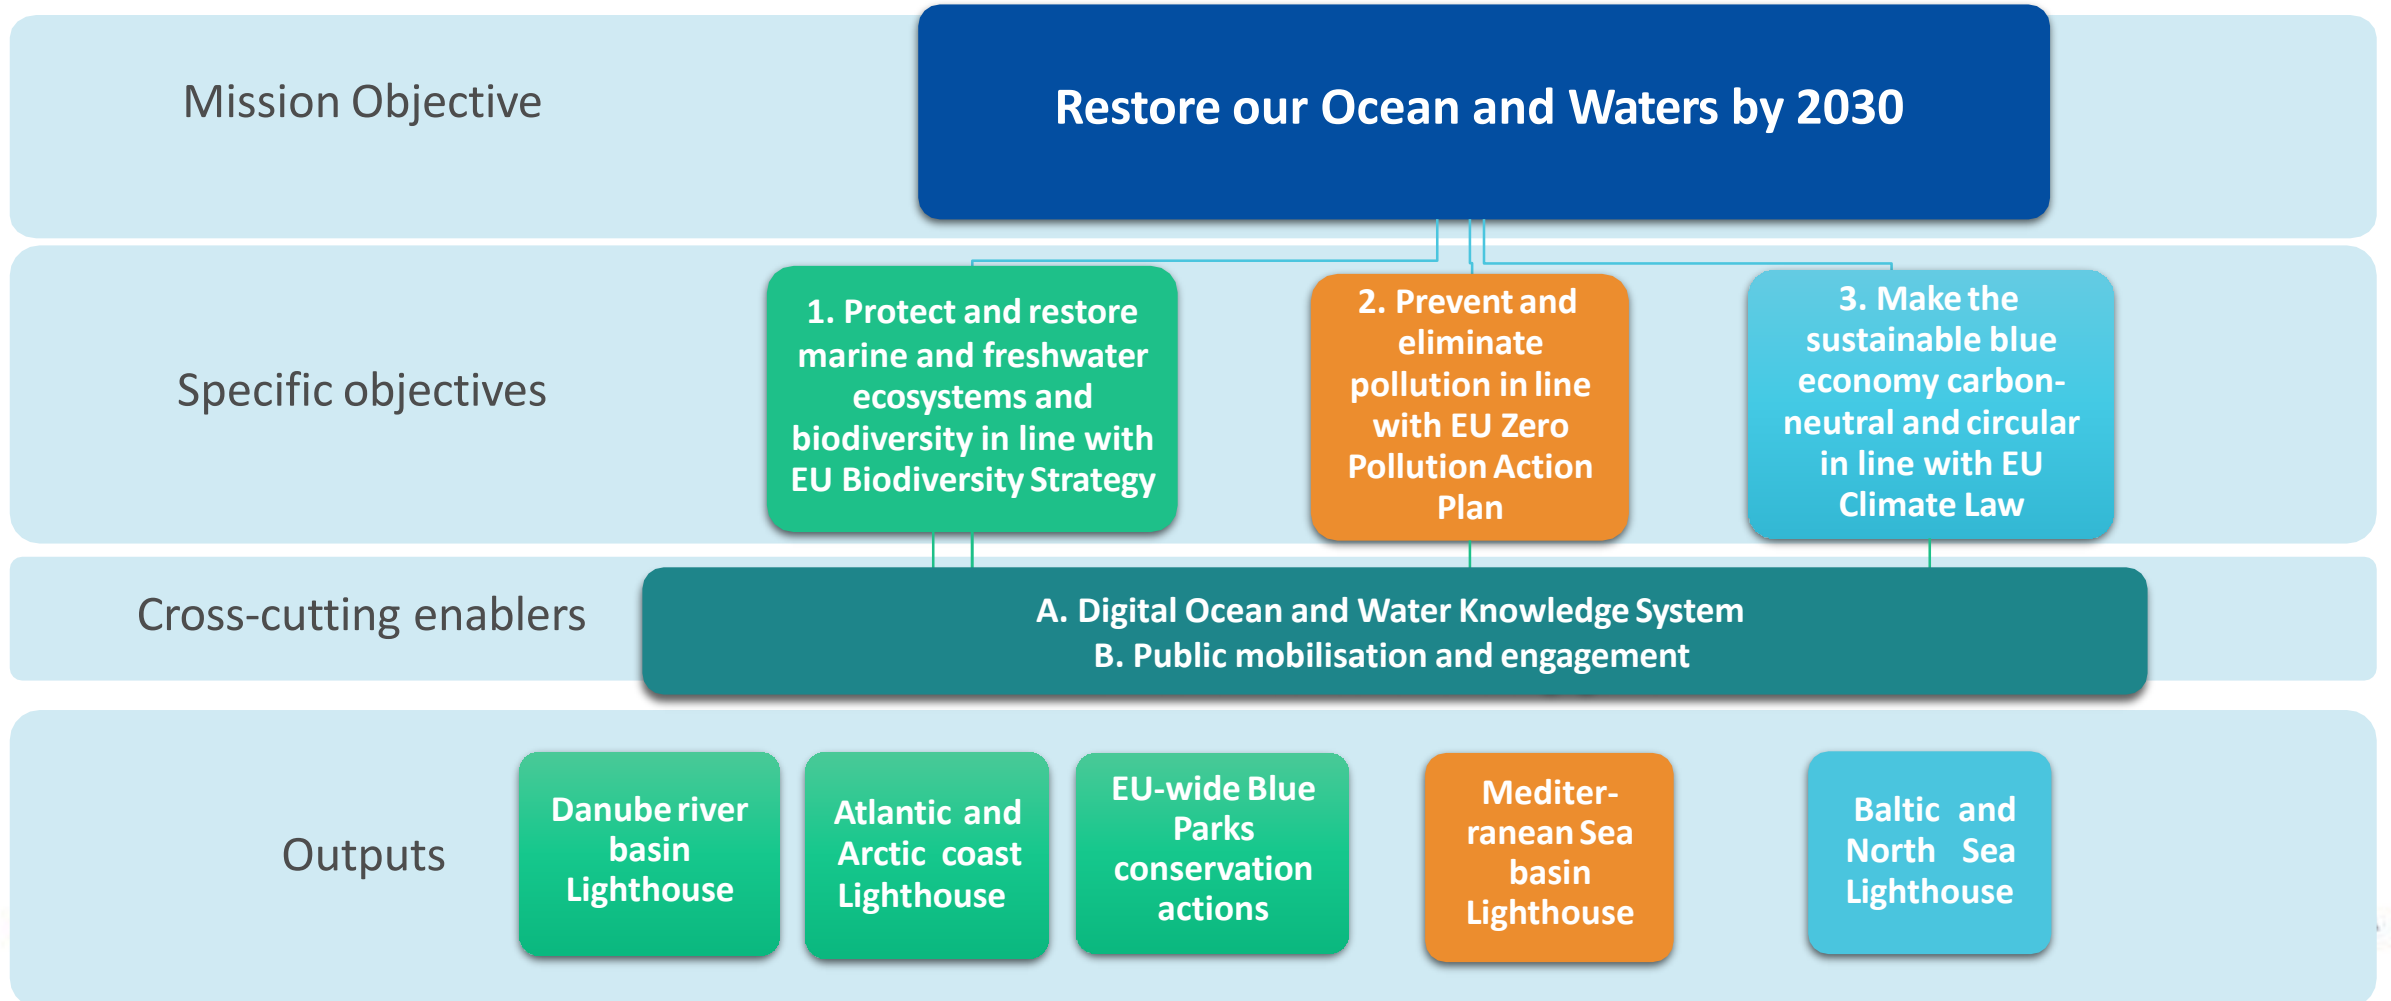 Mission Objective
Restore our Ocean and Waters by 2030
Specific objectives
1. Protect and restore
marine and freshwater
ecosystems and
biodiversity in line with
EU Biodiversity Strategy
2. Prevent and
eliminate
pollution in line
with EU Zero
Pollution Action
Plan
3. Make the
sustainable blue
economy carbon-
neutral and circular
in line with EU
Climate Law
Cross-cutting enablers
A. Digital Ocean and Water Knowledge System
B. Public mobilisation and engagement
Outputs
Danube river
basin
Lighthouse
Atlantic and
Arctic coast
Lighthouse
EU-wide Blue
Parks
conservation
actions
Mediter-
ranean Sea
basin
Lighthouse
Baltic and
North Sea
Lighthouse